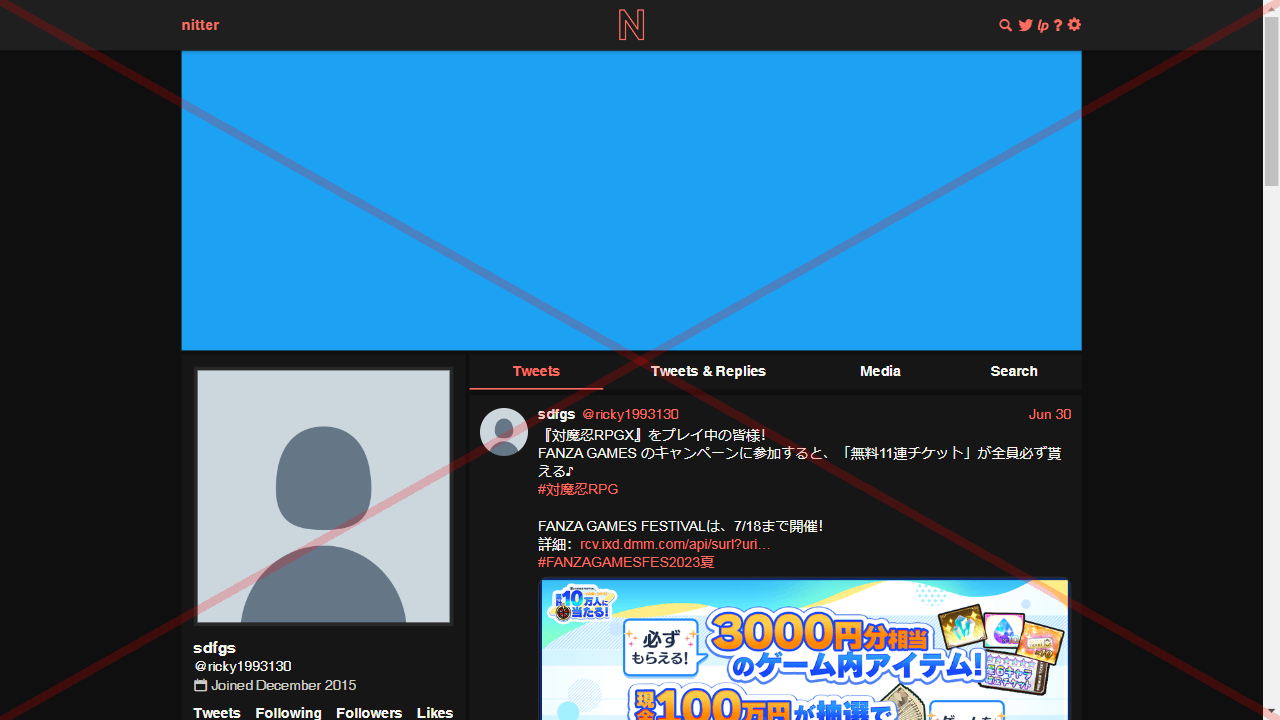 nitter
N
lp ?
Tweets
Tweets & Replies
Media
Search
sdfgs @ricky1993130
Jun 30
『対魔忍RPGX』をプレイ中の皆様！
FANZA GAMES のキャンペーンに参加すると、「無料11連チケット」が全員必ず貰
える♪
#対魔忍RPG
FANZA GAMES FESTIVALは、7/18まで開催！
詳細：rcv.ixd.dmm.com/api/surl?uri…
#FANZAGAMESFES2023夏
10万人に
当たる!
必ず
もらえる!
3000円分相当
のゲーム内アイテム!
現金100万円が抽選で
sdfgs
@ricky1993130
Joined December 2015
Tweets
Following
Followers
Likes